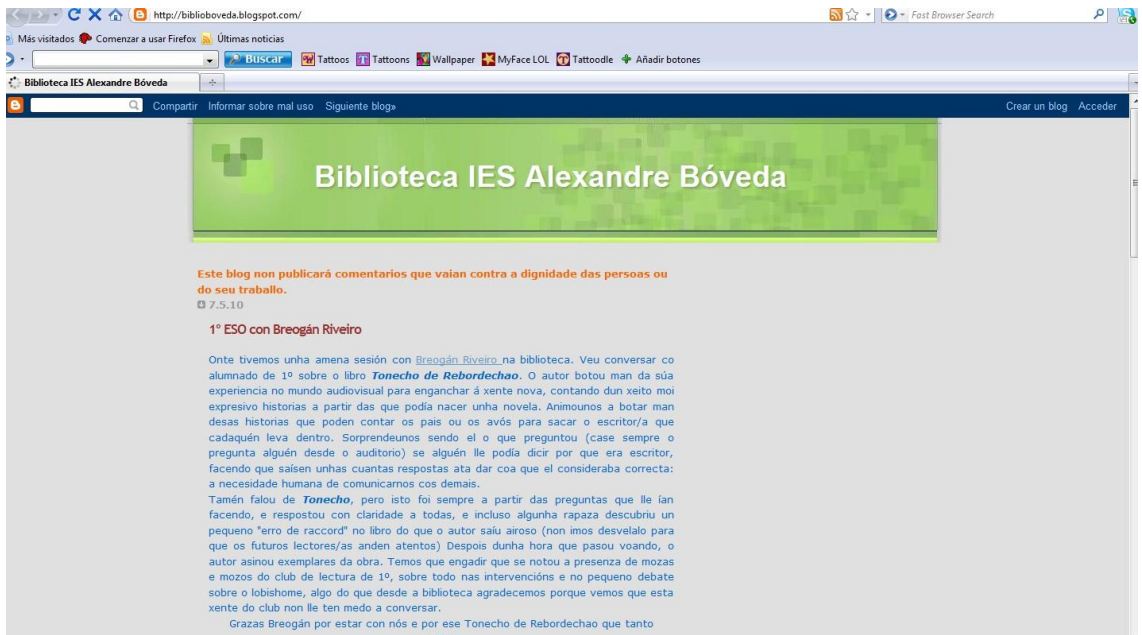 http://biblioboveda.blogspot.com/
Fast Browser Search
Más visitados Comenzar a usar Firefox Últimas noticias
Buscar Tattoos Tattoons Wallpaper MyFace LOL Tattoodle Añadir botones
Biblioteca IES Alexandre Bóveda
Compartir Informar sobre mal uso Siguiente blog» Crear un blog Acceder
Biblioteca IES Alexandre Bóveda
Este blog non publicará comentarios que vaian contra a dignidade das persoas ou
do seu traballo.
7.5.10
1º ESO con Breogán Riveiro
Onte tivemos unha amena sesión con Breogán Riveiro na biblioteca. Veu conversar co
alumnado de 1º sobre o libro Tonecho de Rebordechao. O autor botou man da súa
experiencia no mundo audiovisual para enganchar á xente nova, contando dun xeito moi
expresivo historias a partir das que podía nacer unha novela. Animounos a botar man
desas historias que poden contar os pais ou os avós para sacar o escritor/a que
cadaquén leva dentro. Sorprendeunos sendo el o que preguntou (case sempre o
pregunta alguén desde o auditorio) se alguén lle podía dicir por que era escritor,
facendo que saísen unhas cuantas respostas ata dar coa que el consideraba correcta:
a necesidade humana de comunicarnos cos demais.
Tamén falou de Tonecho, pero isto foi sempre a partir das preguntas que lle ían
facendo, e respostou con claridade a todas, e incluso algunha rapaza descubriu un
pequeno "erro de raccord" no libro do que o autor saíu airoso (non imos desvelalo para
que os futuros lectores/as anden atentos) Despois dunha hora que pasou voando, o
autor asinou exemplares da obra. Temos que engadir que se notou a presenza de mozas
e mozos do club de lectura de 1º, sobre todo nas intervencións e no pequeno debate
sobre o lobishome, algo do que desde a biblioteca agradecemos porque vemos que esta
xente do club non lle ten medo a conversar.
Grazas Breogán por estar con nós e por ese Tonecho de Rebordechao que tanto